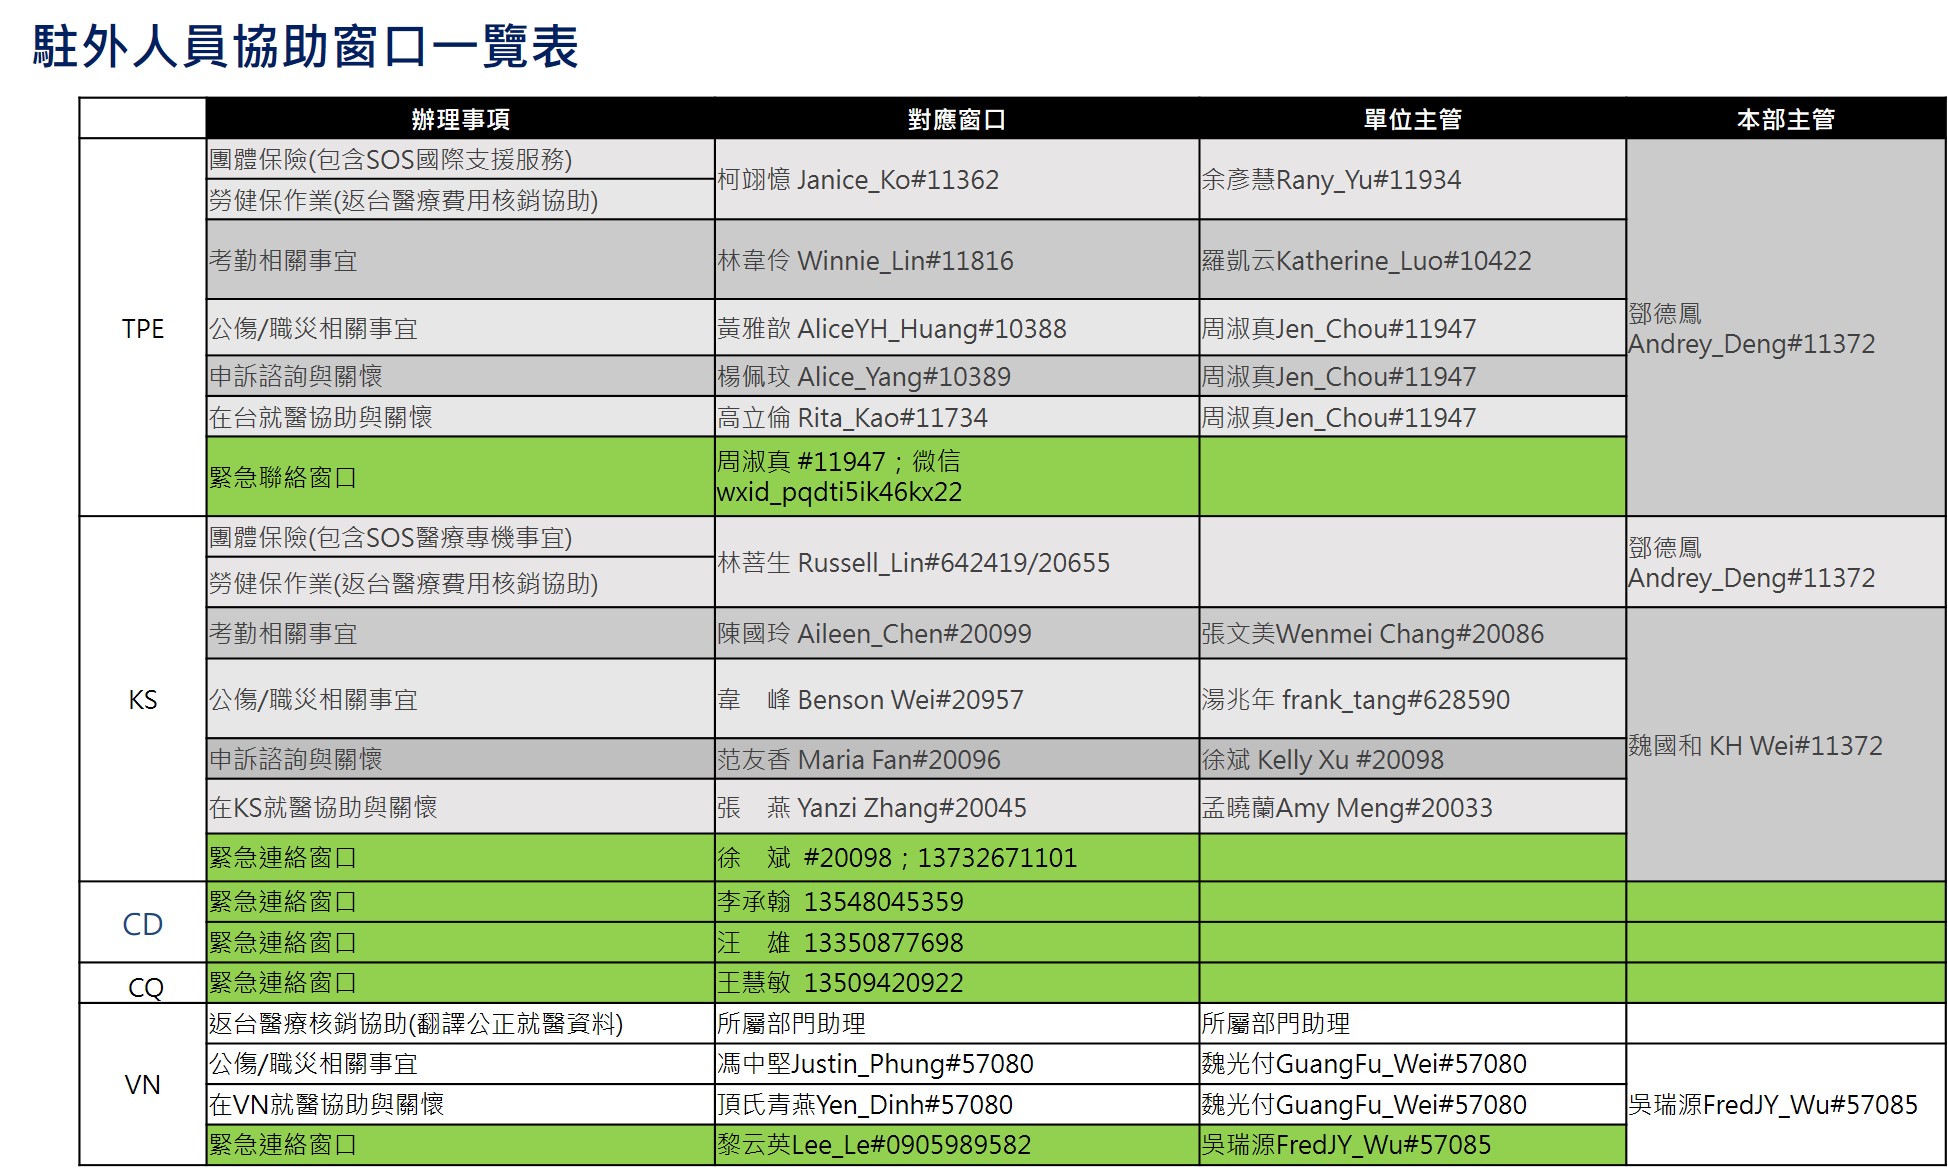 駐外人員協助窗口一覽表
辦理事項 對應窗口 單位主管 本部主管
TPE
團體保險(包含SOS國際支援服務)
勞健保作業(返台醫療費用核銷協助)
柯翊憶 Janice_Ko#11362
余彥慧Rany_Yu#11934
考勤相關事宜 林韋伶 Winnie_Lin#11816 羅凱云Katherine_Luo#10422
公傷/職災相關事宜 黃雅歆 AliceYH_Huang#10388 周淑真Jen_Chou#11947
申訴諮詢與關懷 楊佩玟 Alice_Yang#10389 周淑真Jen_Chou#11947
在台就醫協助與關懷 高立倫 Rita_Kao#11734 周淑真Jen_Chou#11947
緊急聯絡窗口
周淑真 #11947；微信
wxid_pqdti5ik46kx22
鄧德鳳
Andrey_Deng#11372
KS
團體保險(包含SOS醫療專機事宜)
勞健保作業(返台醫療費用核銷協助)
林菩生 Russell_Lin#642419/20655
鄧德鳳
Andrey_Deng#11372
考勤相關事宜 陳國玲 Aileen_Chen#20099 張文美Wenmei Chang#20086
公傷/職災相關事宜 韋　峰 Benson Wei#20957 湯兆年 frank_tang#628590
申訴諮詢與關懷 范友香 Maria Fan#20096 徐斌 Kelly Xu #20098
在KS就醫協助與關懷 張　燕 Yanzi Zhang#20045 孟曉蘭Amy Meng#20033
緊急連絡窗口 徐　斌 #20098；13732671101
魏國和 KH Wei#11372
CD
緊急連絡窗口 李承翰 13548045359
緊急連絡窗口 汪　雄 13350877698
CQ 緊急連絡窗口 王慧敏 13509420922
VN
返台醫療核銷協助(翻譯公正就醫資料) 所屬部門助理 所屬部門助理
公傷/職災相關事宜 馮中堅Justin_Phung#57080 魏光付GuangFu_Wei#57080
在VN就醫協助與關懷 頂氏青燕Yen_Dinh#57080 魏光付GuangFu_Wei#57080
緊急連絡窗口 黎云英Lee_Le#0905989582 吳瑞源FredJY_Wu#57085
吳瑞源FredJY_Wu#57085